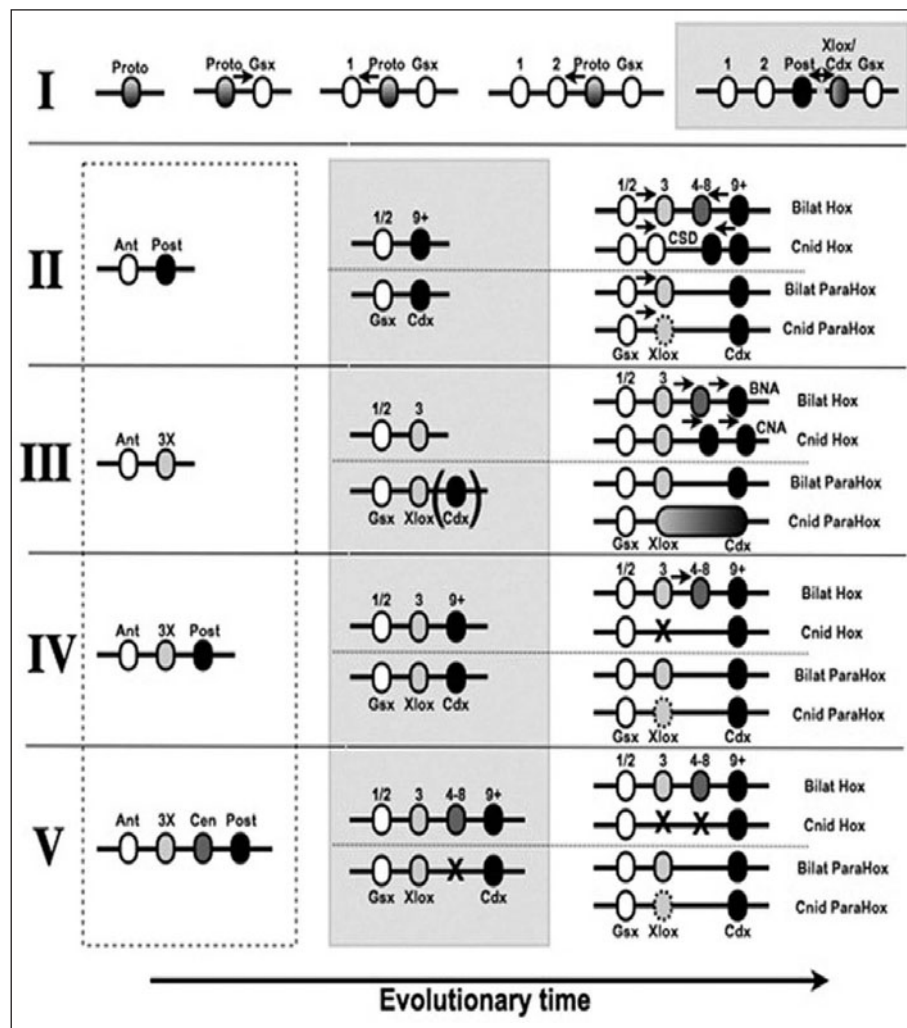 I
Proto
Proto Gsx
1 Proto Gsx
1 2 Proto Gsx
Xlox/
1 2 Post Cdx Gsx
II
Ant Post
1/2 9+
Gsx Cdx
1/2 3 4-8 9+
Bilat Hox
CSD
Cnid Hox
Bilat ParaHox
Cnid ParaHox
Gsx Xlox Cdx
III
Ant 3X
1/2 3
Gsx Xlox (Cdx)
1/2 3 BNA
Bilat Hox
CNA
Cnid Hox
Bilat ParaHox
Cnid ParaHox
Gsx Xlox Cdx
IV
Ant 3X Post
1/2 3 9+
Gsx Xlox Cdx
1/2 3 4-8 9+
Bilat Hox
X
Cnid Hox
Bilat ParaHox
Cnid ParaHox
Gsx Xlox Cdx
V
Ant 3X Cen Post
1/2 3 4-8 9+
X
Gsx Xlox Cdx
1/2 3 4-8 9+
Bilat Hox
X X
Cnid Hox
Bilat ParaHox
Cnid ParaHox
Gsx Xlox Cdx
Evolutionary time